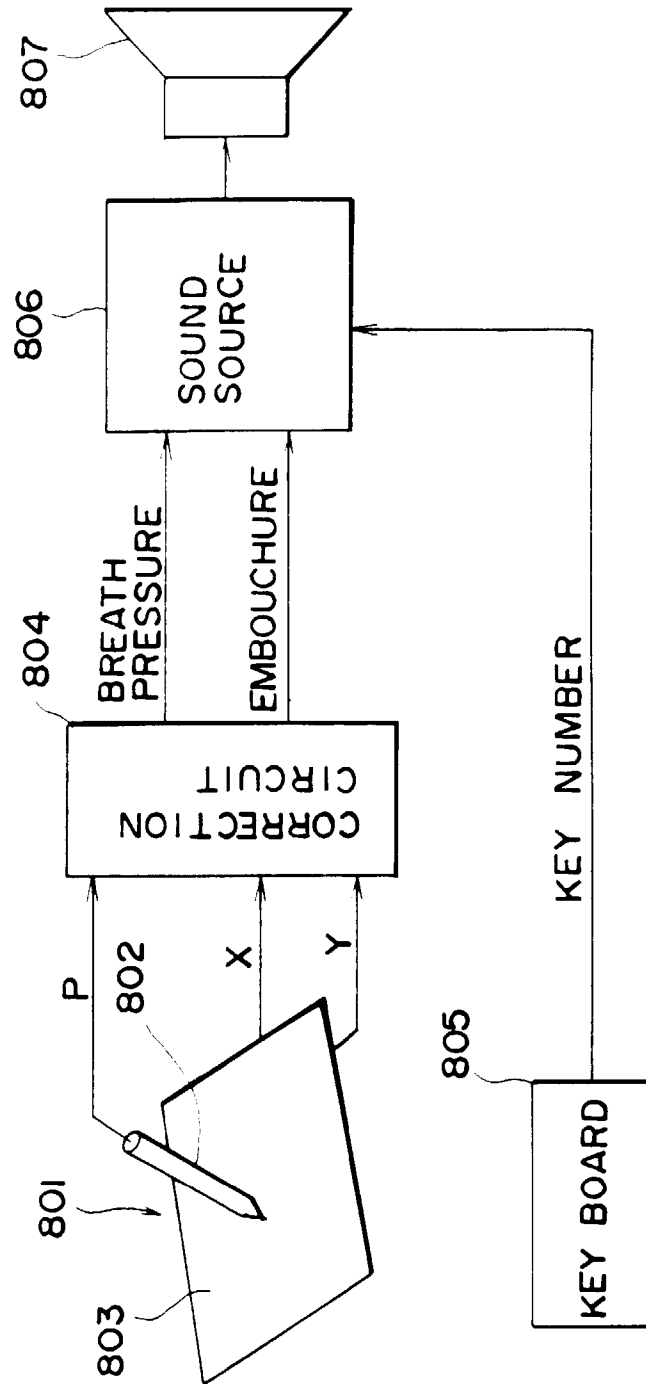 801
802
803
P
X
Y
804
CORRECTION
CIRCUIT
BREATH
PRESSURE
EMBOUCHURE
806
SOUND
SOURCE
807
805
KEY BOARD
KEY NUMBER